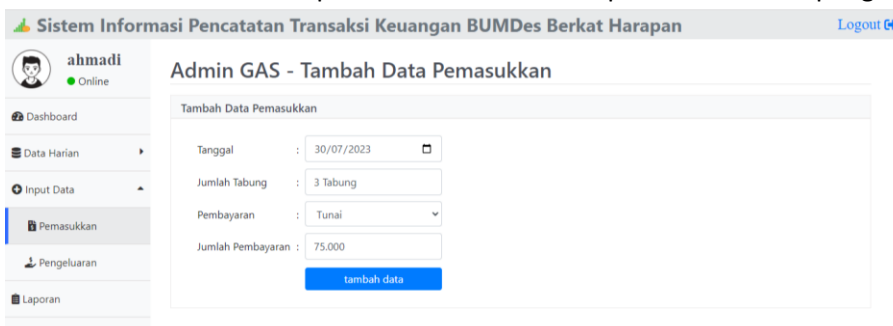 Sistem Informasi Pencatatan Transaksi Keuangan BUMDes Berkat Harapan
Logout
ahmadi
Online
Admin GAS - Tambah Data Pemasukkan
Dashboard
Data Harian
Input Data
Pemasukkan
Pengeluaran
Laporan
Tambah Data Pemasukkan
Tanggal : 30/07/2023
Jumlah Tabung : 3 Tabung
Pembayaran : Tunai
Jumlah Pembayaran : 75.000
tambah data